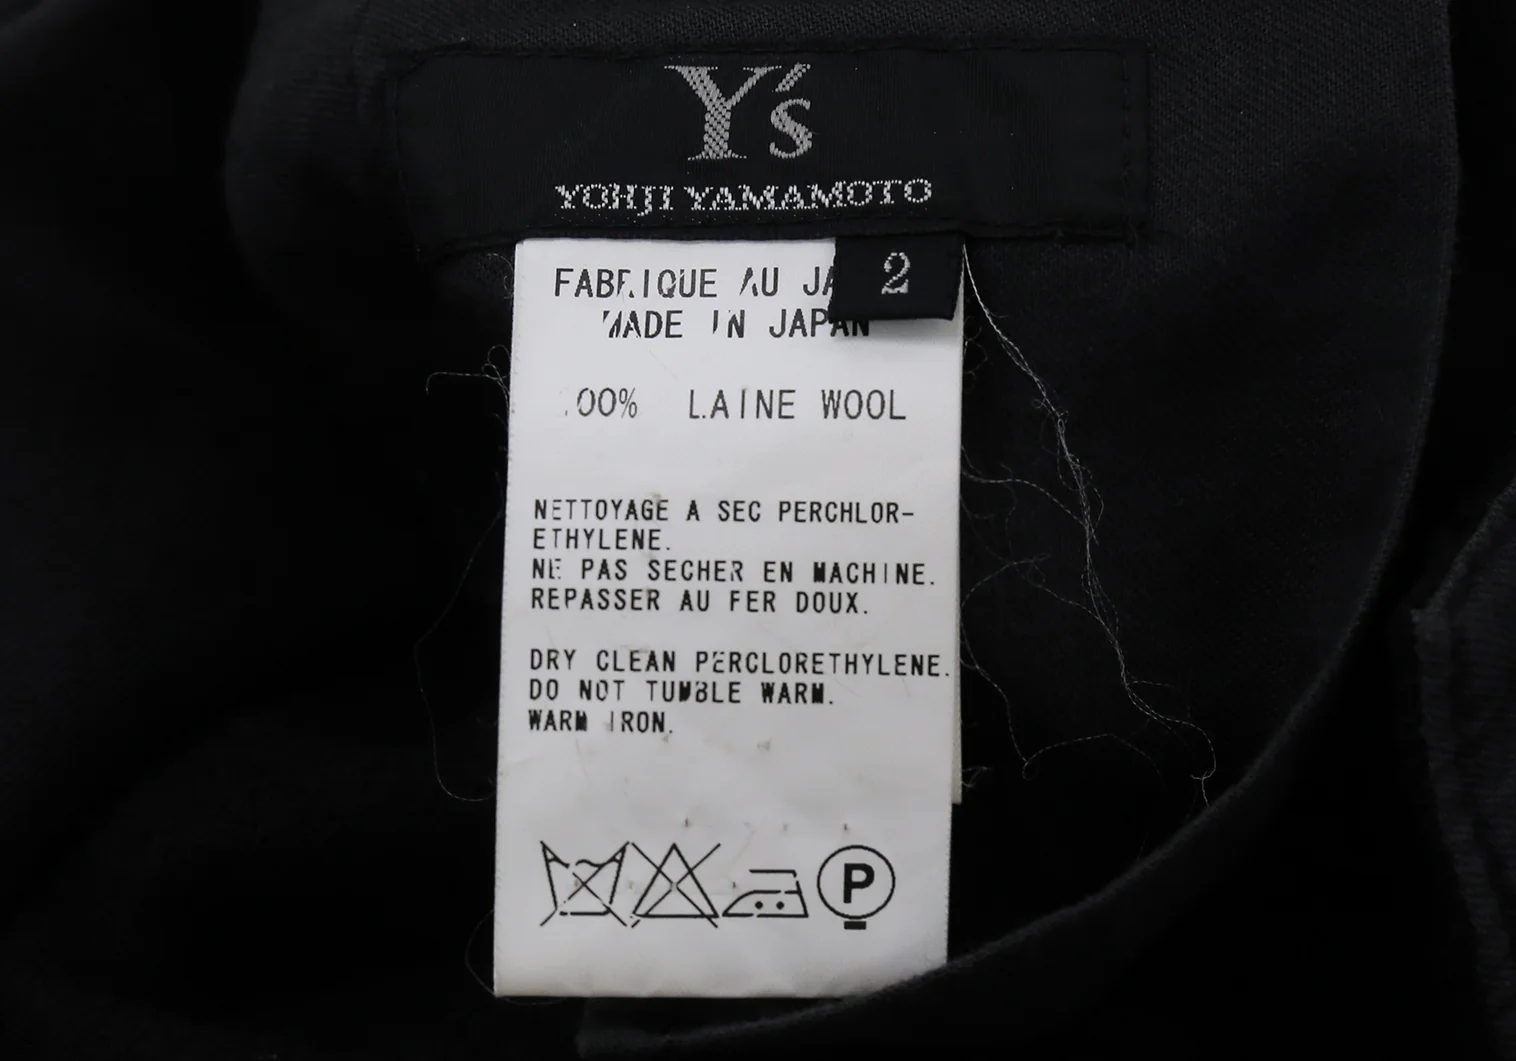 Y's
YOHJI YAMAMOTO
2
FABRIQUE AU
MADE IN JAPAN
00% LAINE WOOL
NETTOYAGE A SEC PERCHLOR-
ETHYLENE.
NE PAS SECHER EN MACHINE.
REPASSER AU FER DOUX.
DRY CLEAN PERCLORETHYLENE.
DO NOT TUMBLE WARM.
WARM IRON.
P